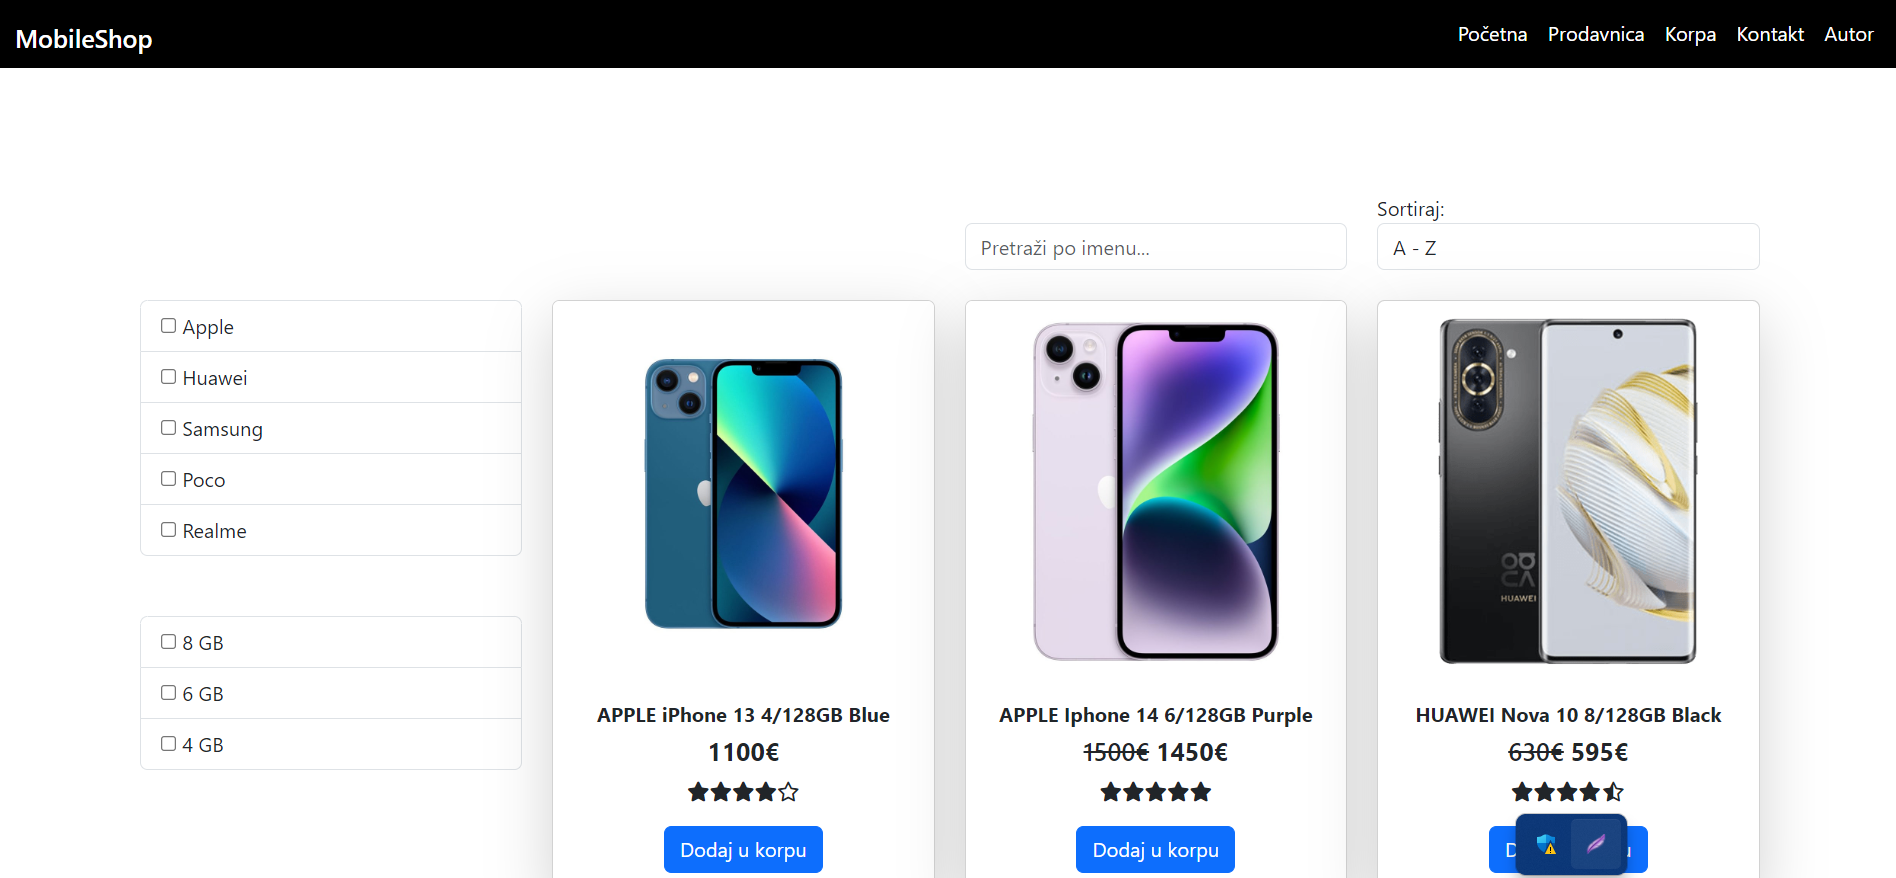 MobileShop
Početna Prodavnica Korpa Kontakt Autor
Sortiraj:
Pretraži po imenu...
A - Z
Apple
Huawei
Samsung
Poco
Realme
8 GB
6 GB
4 GB
HUAWEI
APPLE iPhone 13 4/128GB Blue
1100€
Dodaj u korpu
APPLE Iphone 14 6/128GB Purple
1500€ 1450€
Dodaj u korpu
HUAWEI Nova 10 8/128GB Black
630€ 595€